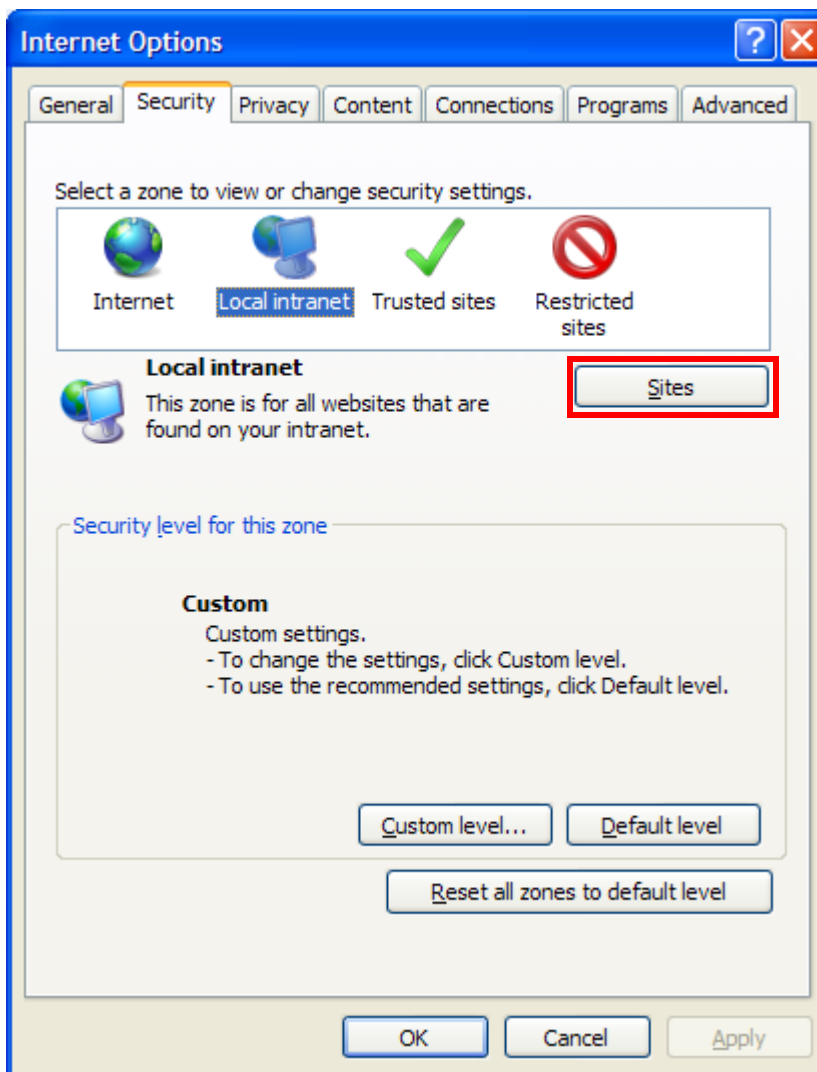 Internet Options
General Security Privacy Content Connections Programs Advanced
Select a zone to view or change security settings.
Internet Local intranet Trusted sites Restricted
sites
Local intranet
Sites
This zone is for all websites that are
found on your intranet.
Security level for this zone
Custom
Custom settings.
- To change the settings, click Custom level.
- To use the recommended settings, click Default level.
Custom level... Default level
Reset all zones to default level
OK Cancel Apply